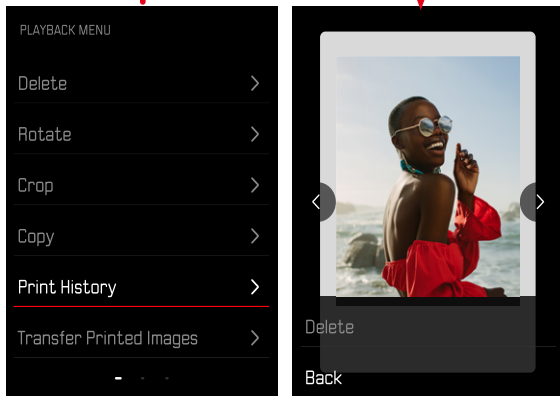 PLAYBACK MENU
Delete
Rotate
Crop
Copy
Print History
Transfer Printed Images
Delete
Back